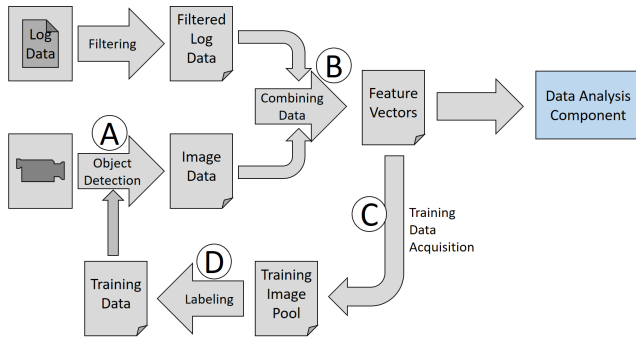 Log
Data
Filtering
Filtered
Log
Data
B
Combining
Data
Feature
Vectors
Data Analysis
Component
A
Object
Detection
Image
Data
C
Training
Data
Acquisition
D
Labeling
Training
Data
Training
Image
Pool